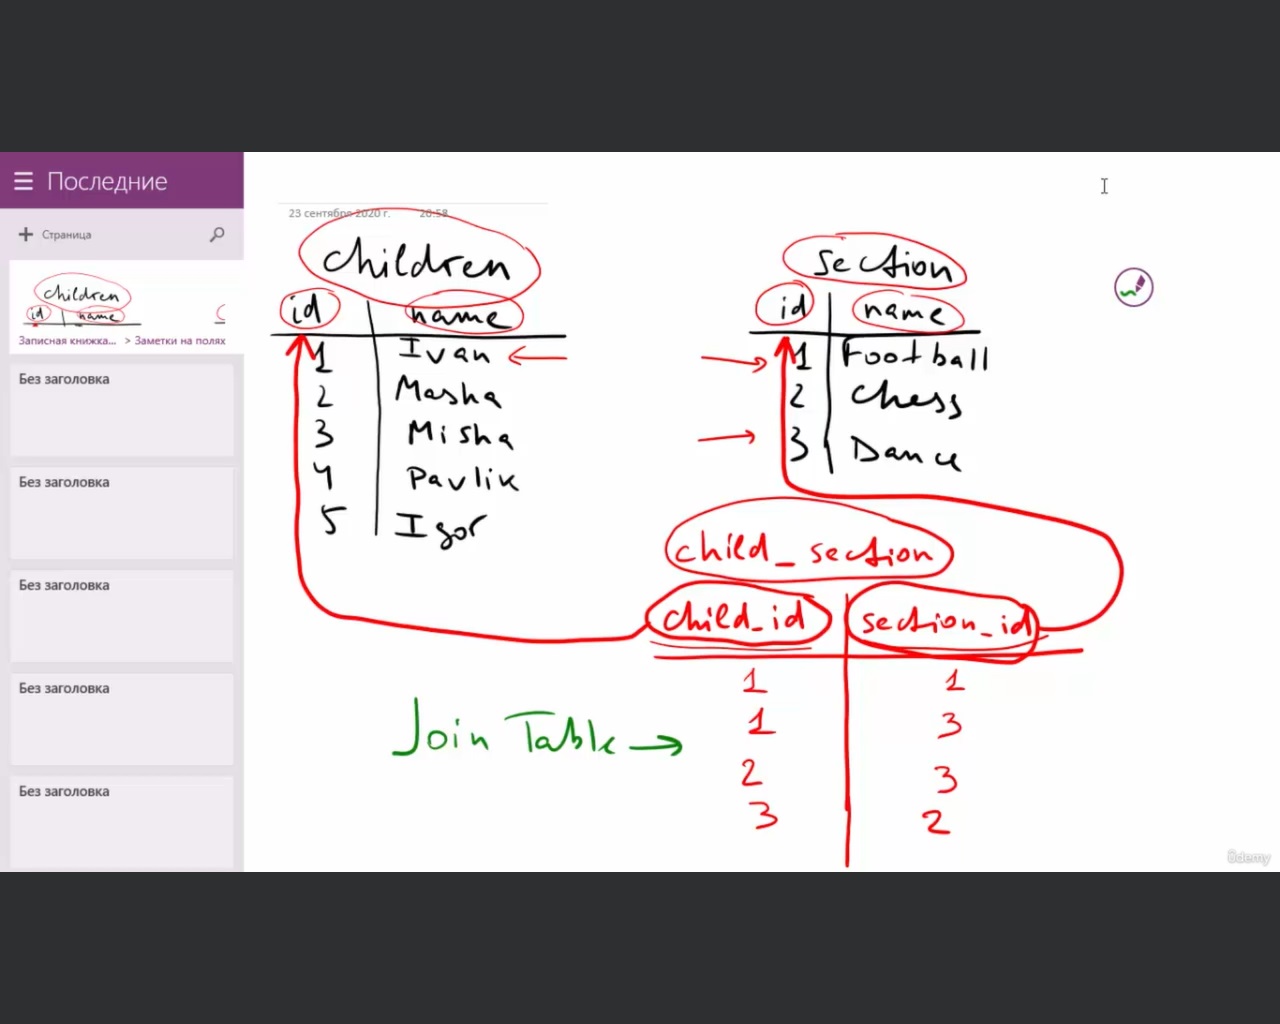 Последние
Страница
children
id name
Записная книжка... > Заметки на полях
Без заголовка
Без заголовка
Без заголовка
Без заголовка
Без заголовка
23 сентября 2020 г. 20:58
children
id name
1 Ivan
2 Masha
3 Misha
4 Pavlik
5 Igor
section
id name
1 Football
2 Chess
3 Dance
child_section
child_id section_id
1 1
1 3
2 3
3 2
Join Table →
ûdemy